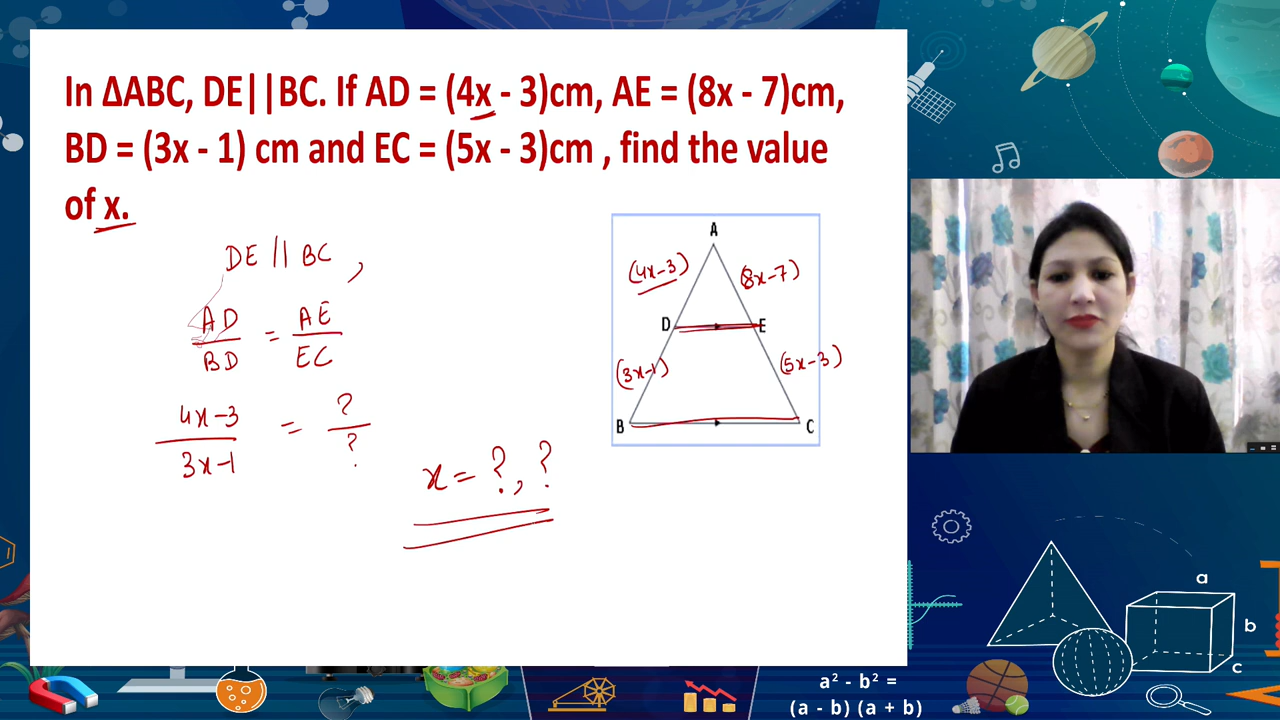 In ΔABC, DE||BC. If AD = (4x - 3)cm, AE = (8x - 7)cm,
BD = (3x - 1) cm and EC = (5x - 3)cm , find the value
of x.
DE || BC ,
AD/BD = AE/EC
4x-3/3x-1 = ?/?
x = ?, ?
A
(4x-3) (8x-7)
D E
(3x-1) (5x-3)
B C
a
b
c
a² - b² =
(a - b) (a + b)